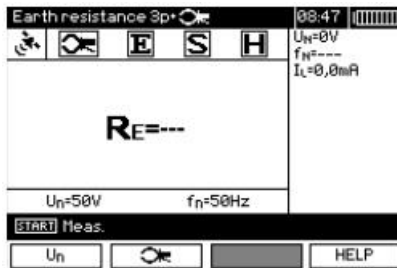 Earth resistance 3p+ 08:47
E S H
UN=0V
fN=---
IL=0,0mA
RE=---
Un=50V fn=50Hz
START Meas.
Un HELP